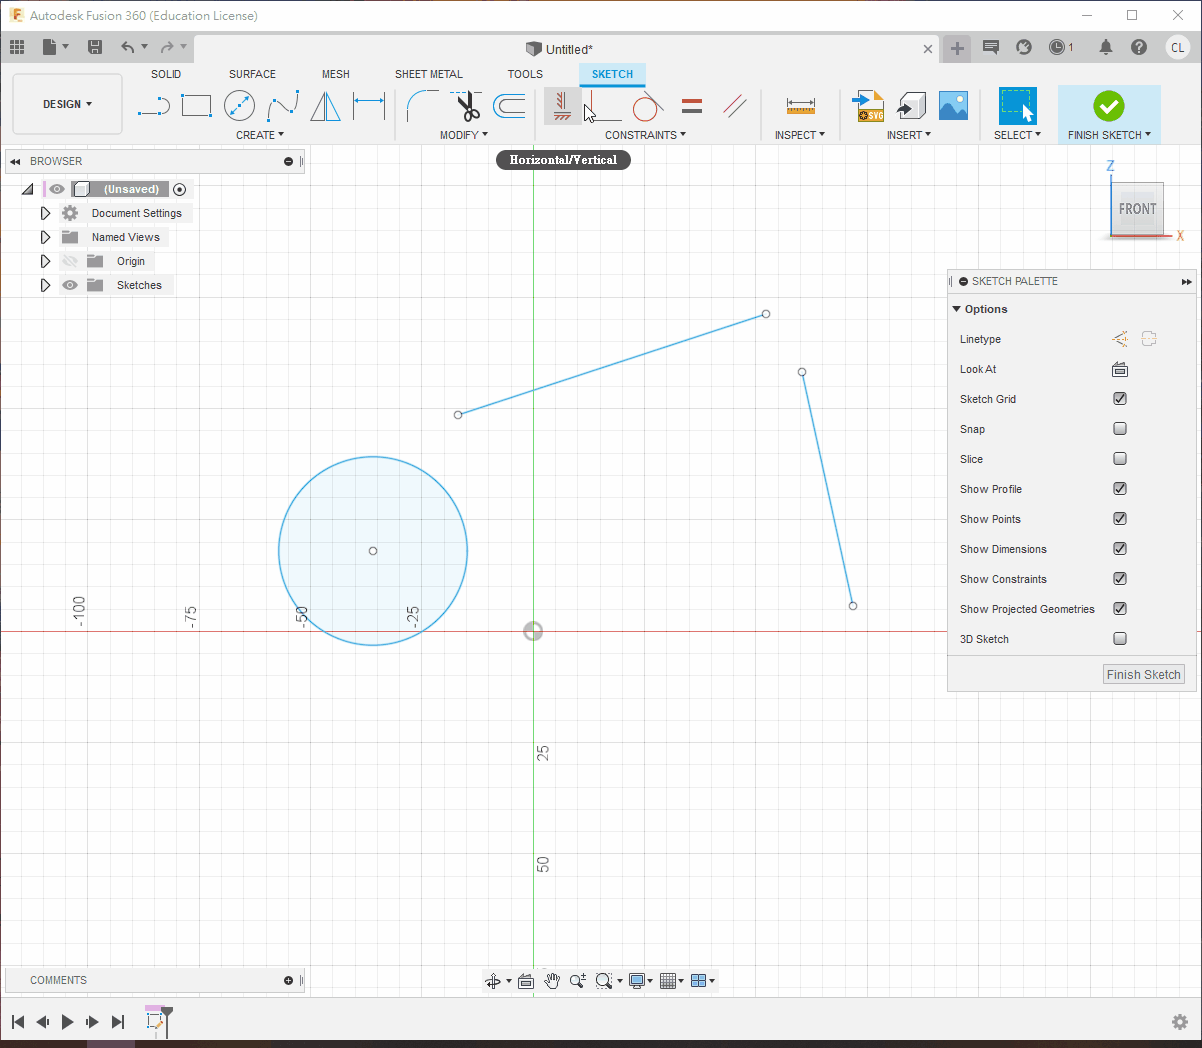 Autodesk Fusion 360 (Education License)
Untitled*
1
CL
SOLID SURFACE MESH SHEET METAL TOOLS SKETCH
DESIGN
SVG
CREATE MODIFY CONSTRAINTS INSPECT INSERT SELECT FINISH SKETCH
Horizontal/Vertical
BROWSER
(Unsaved)
Document Settings
Named Views
Origin
Sketches
Z
FRONT
X
SKETCH PALETTE
Options
Linetype
Look At
Sketch Grid
Snap
Slice
Show Profile
Show Points
Show Dimensions
Show Constraints
Show Projected Geometries
3D Sketch
Finish Sketch
-100
-75
-50
-25
25
50
COMMENTS